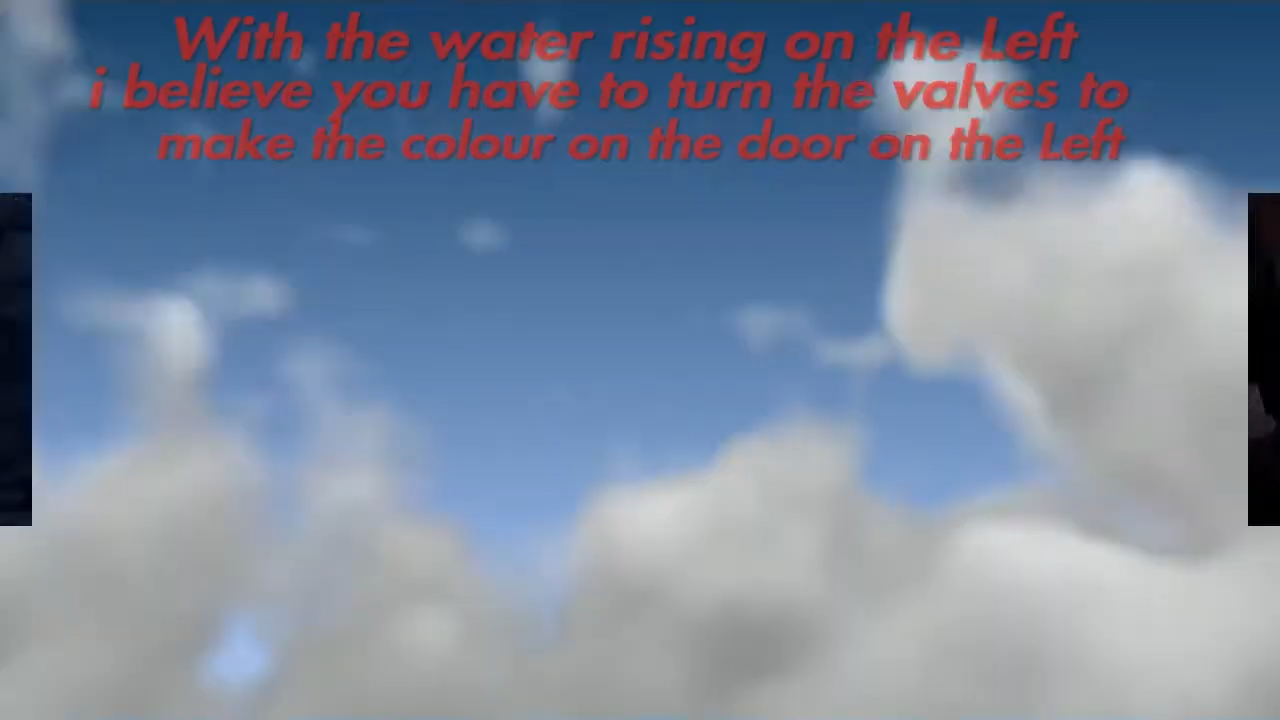 With the water rising on the Left
i believe you have to turn the valves to
make the colour on the door on the Left